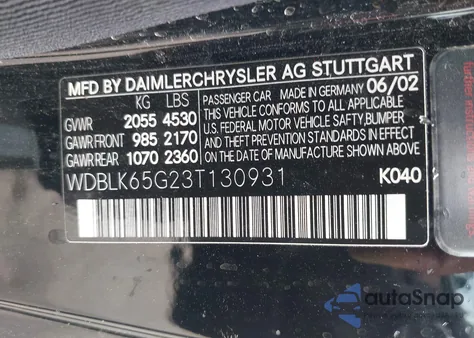 MFD BY DAIMLERCHRYSLER AG STUTTGART
KG LBS PASSENGER CAR MADE IN GERMANY 06/02
GVWR 2055 4530 THIS VEHICLE CONFORMS TO ALL APPLICABLE
GAWR FRONT 985 2170 U.S. FEDERAL MOTOR VEHICLE SAFTY,BUMPER
GAWR REAR 1070 2360 AND THEFT PREVENTION STANDARDS IN EFFECT
ON THE DATE OF MANUFACTURE SHOWN ABOVE.
WDBLK65G23T130931 K040
autoSnap